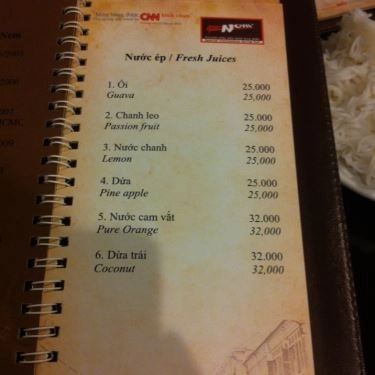 CNN
Nước ép / Fresh Juices
1. Ổi 25.000
Guava 25,000
2. Chanh leo 25.000
Passion fruit 25,000
3. Nước chanh 25.000
Lemon 25,000
4. Dứa 25.000
Pine apple 25,000
5. Nước cam vắt 32.000
Pure Orange 32,000
6. Dừa trái 32.000
Coconut 32,000